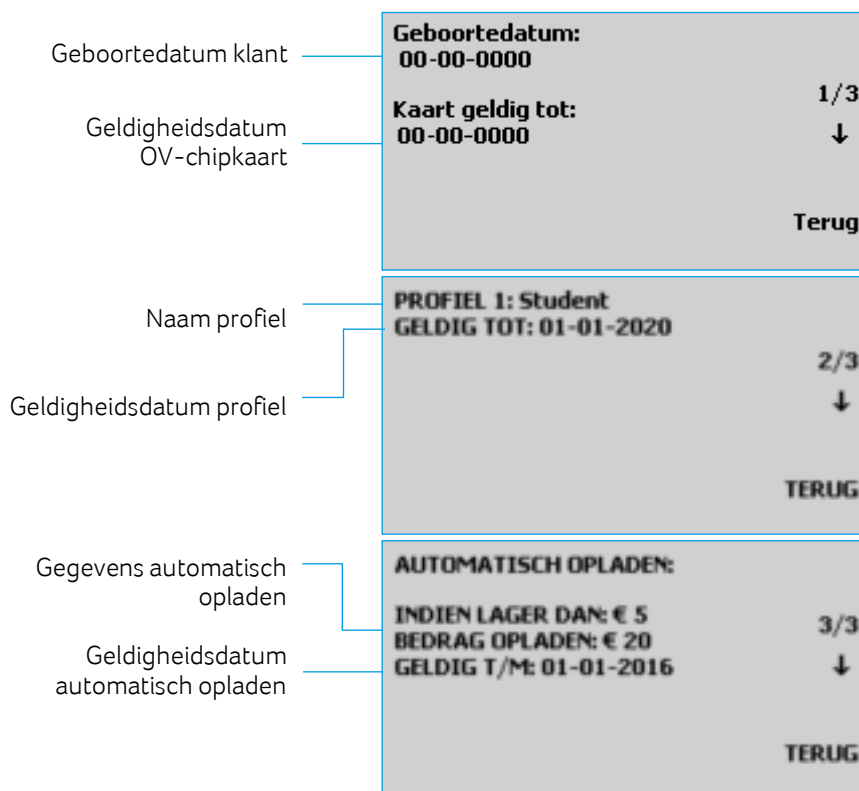 Geboortedatum klant
Geldigheidsdatum
OV-chipkaart
Geboortedatum:
00-00-0000
Kaart geldig tot:
00-00-0000
1/3
↓
Terug
Naam profiel
Geldigheidsdatum profiel
PROFIEL 1: Student
GELDIG TOT: 01-01-2020
2/3
↓
TERUG
Gegevens automatisch
opladen
Geldigheidsdatum
automatisch opladen
AUTOMATISCH OPLADEN:
INDIEN LAGER DAN: € 5
BEDRAG OPLADEN: € 20
GELDIG T/M: 01-01-2016
3/3
↓
TERUG